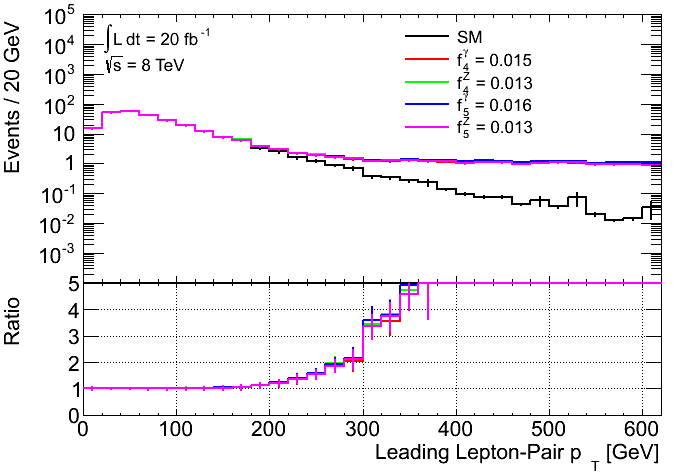 Events / 20 GeV
10^5
10^4
10^3
10^2
10
1
10^-1
10^-2
10^-3
∫L dt = 20 fb^-1
√s = 8 TeV
SM
f_4^γ = 0.015
f_4^Z = 0.013
f_5^γ = 0.016
f_5^Z = 0.013
Ratio
5
4
3
2
1
0
0 100 200 300 400 500 600
Leading Lepton-Pair p_T [GeV]